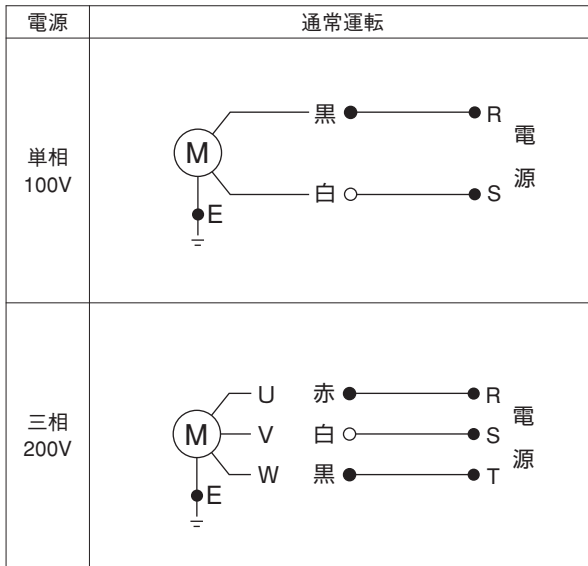 電源 通常運転
単相
100V
M
黒 R
白 S
E
電
源
三相
200V
M
U 赤 R
V 白 S
W 黒 T
E
電
源